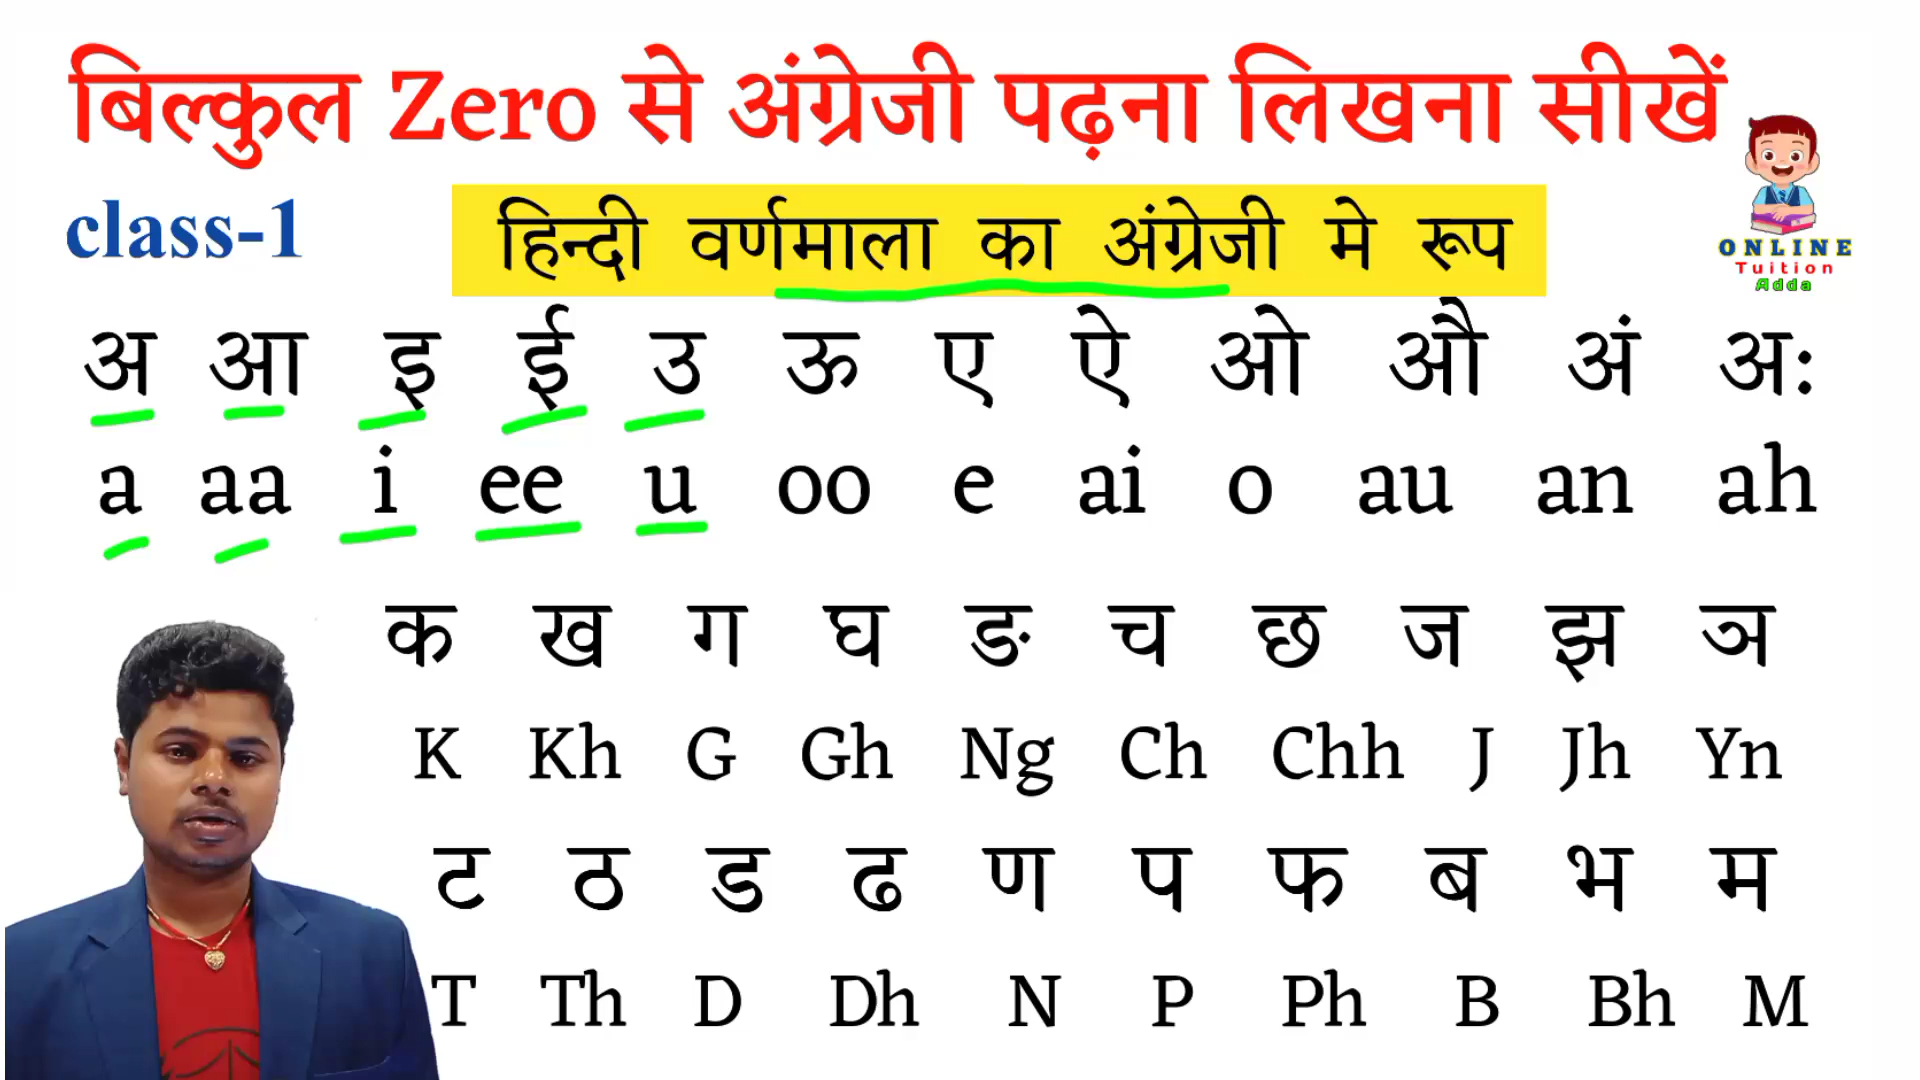 बिल्कुल Zero से अंग्रेजी पढ़ना लिखना सीखें
class-1
हिन्दी वर्णमाला का अंग्रेजी मे रूप
ONLINE
Tuition
Adda
अ आ इ ई उ ऊ ए ऐ ओ औ अं अः
a aa i ee u oo e ai o au an ah
क ख ग घ ङ च छ ज झ ञ
K Kh G Gh Ng Ch Chh J Jh Yn
ट ठ ड ढ ण प फ ब भ म
T Th D Dh N P Ph B Bh M